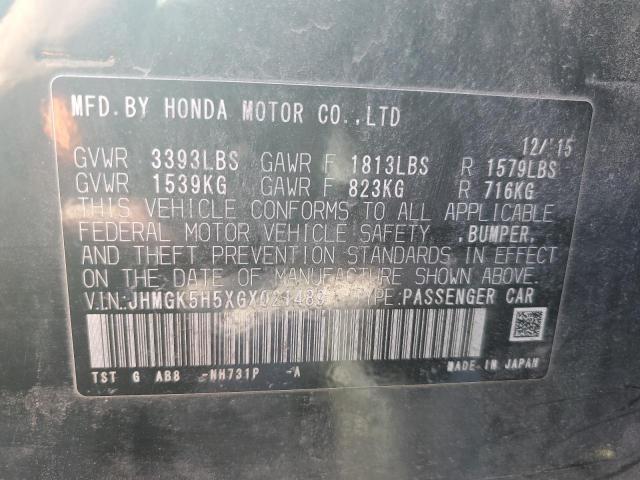 MFD.BY HONDA MOTOR CO.,LTD
12/'15
GVWR 3393LBS GAWR F 1813LBS R 1579LBS
GVWR 1539KG GAWR F 823KG R 716KG
THIS VEHICLE CONFORMS TO ALL APPLICABLE
FEDERAL MOTOR VEHICLE SAFETY ,BUMPER,
AND THEFT PREVENTION STANDARDS IN EFFECT
ON THE DATE OF MANUFACTURE SHOWN ABOVE.
V.I.N:JHMGK5H5XGX021489 TYPE:PASSENGER CAR
TST G AB8 -NH731P -A MADE IN JAPAN